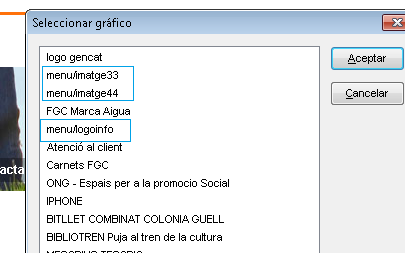 Seleccionar gráfico
logo gencat
menu/imatge33
menu/imatge44
FGC Marca Aigua
menu/logoinfo
Atenció al client
Carnets FGC
ONG - Espais per a la promocio Social
IPHONE
BITLLET COMBINAT COLONIA GUELL
BIBLIOTREN Puja al tren de la cultura
Aceptar
Cancelar
acta